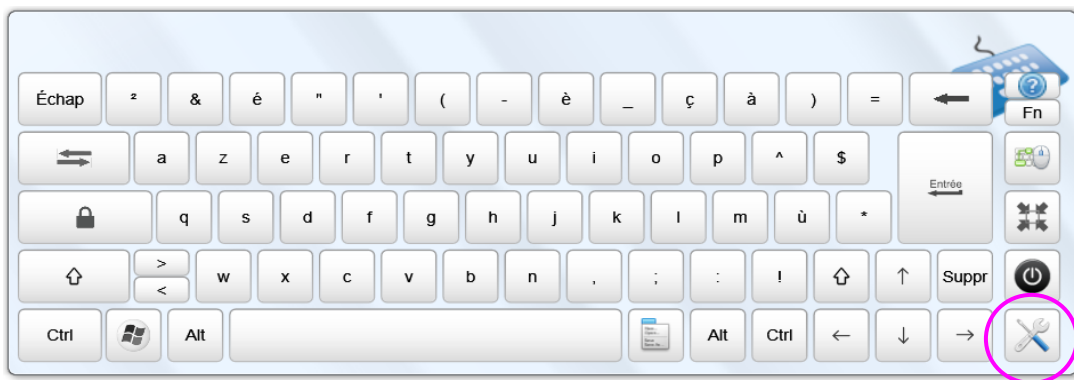 Échap ² & é " ' ( - è _ ç à ) = Fn
a z e r t y u i o p ^ $ Entrée
q s d f g h j k l m ù *
> < w x c v b n , ; : ! Suppr
Ctrl Alt Alt Ctrl